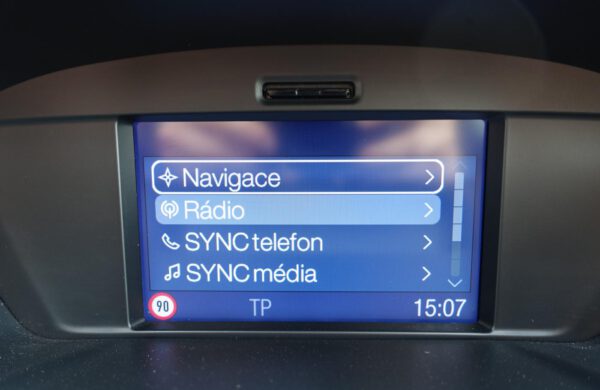 Navigace
Rádio
SYNC telefon
SYNC média
90 TP 15:07